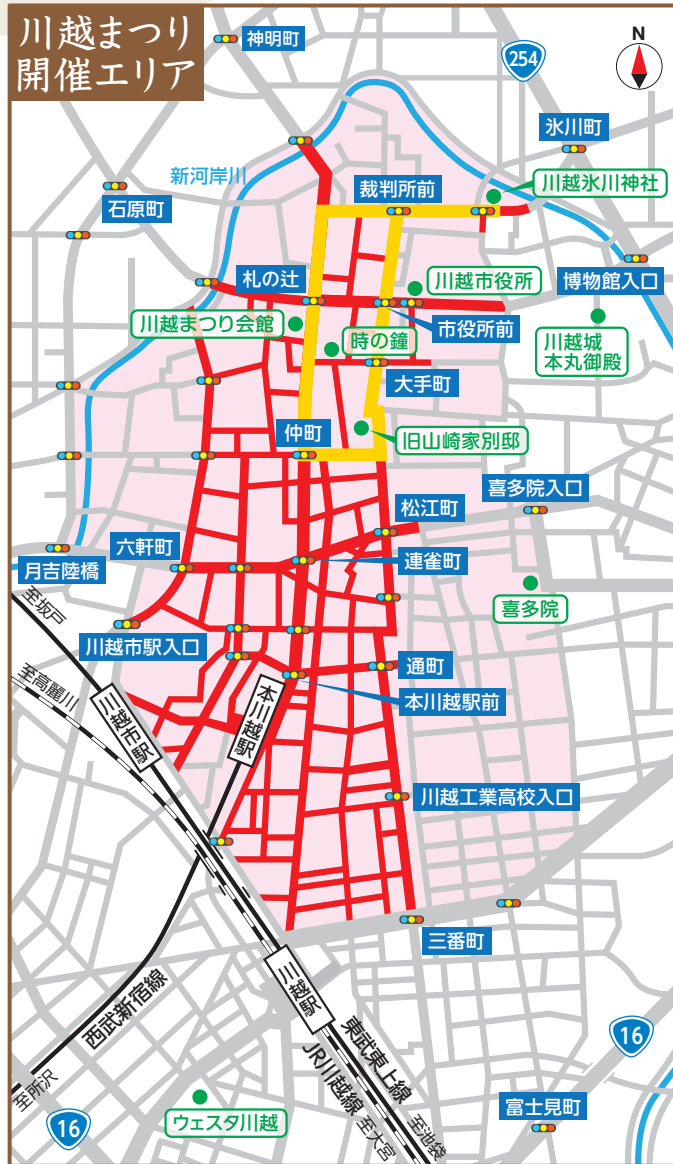 川越まつり
開催エリア
神明町
254
N
氷川町
新河岸川
裁判所前
川越氷川神社
石原町
札の辻
川越市役所
博物館入口
川越まつり会館
市役所前
時の鐘
川越城
本丸御殿
大手町
仲町
旧山崎家別邸
喜多院入口
松江町
六軒町
連雀町
月吉陸橋
至坂戸
喜多院
川越市駅入口
通町
至高麗川
本川越駅
川越市駅
本川越駅前
川越工業高校入口
三番町
川越駅
西武新宿線
東武東上線
JR川越線
16
至所沢
至大宮
至池袋
富士見町
ウェスタ川越
16